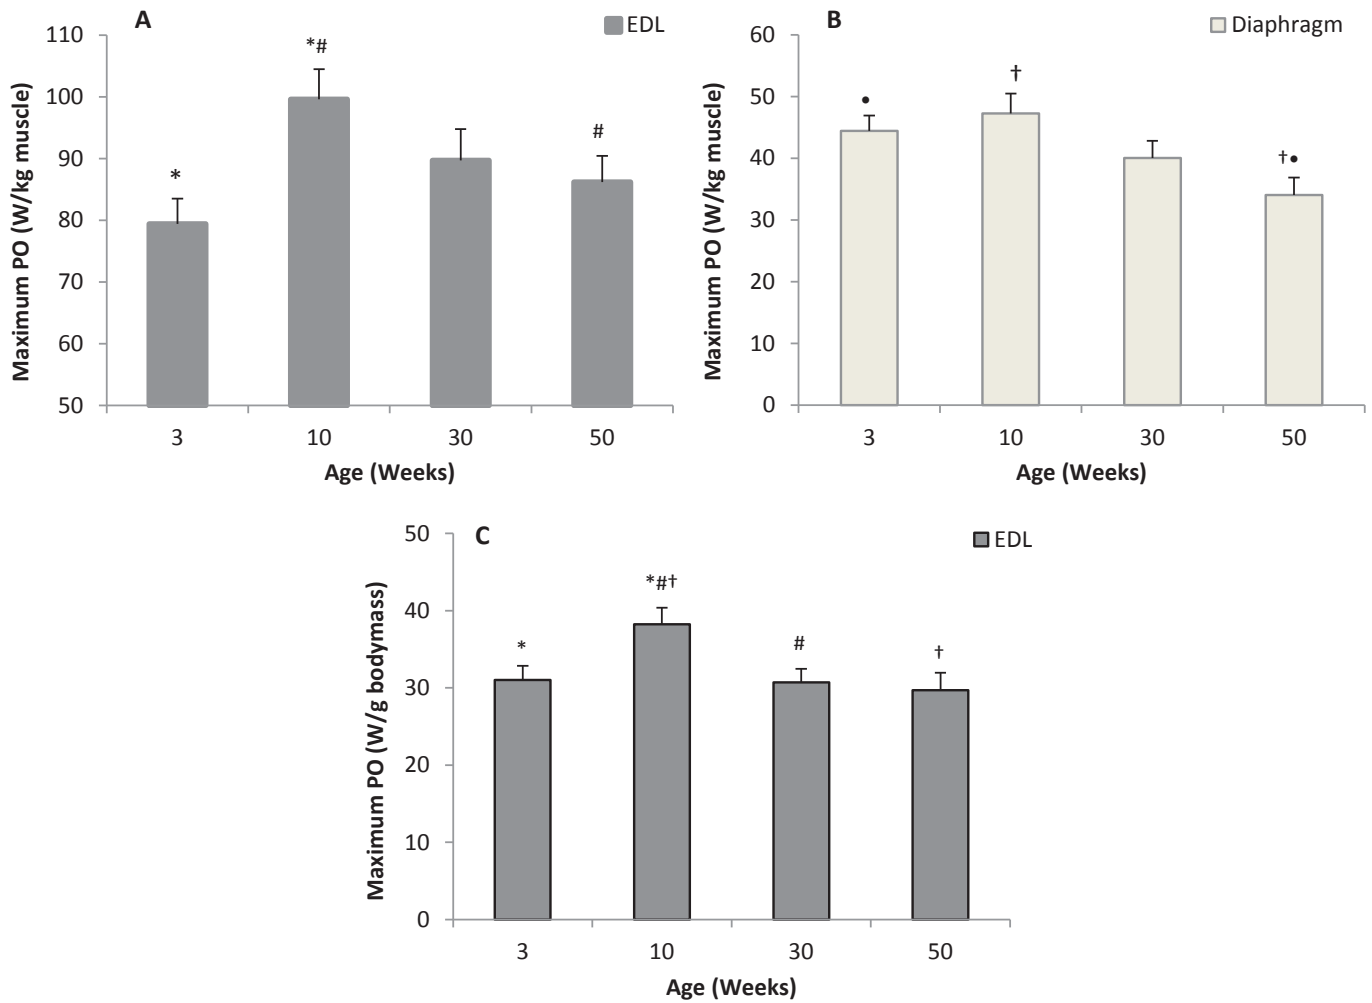 A
EDL
Maximum PO (W/kg muscle)
110
100
90
80
70
60
50
*
*#
#
3 10 30 50
Age (Weeks)
B
Diaphragm
Maximum PO (W/kg muscle)
60
50
40
30
20
10
0
•
†
†•
3 10 30 50
Age (Weeks)
C
EDL
Maximum PO (W/g bodymass)
50
40
30
20
10
0
*
*#†
#
†
3 10 30 50
Age (Weeks)